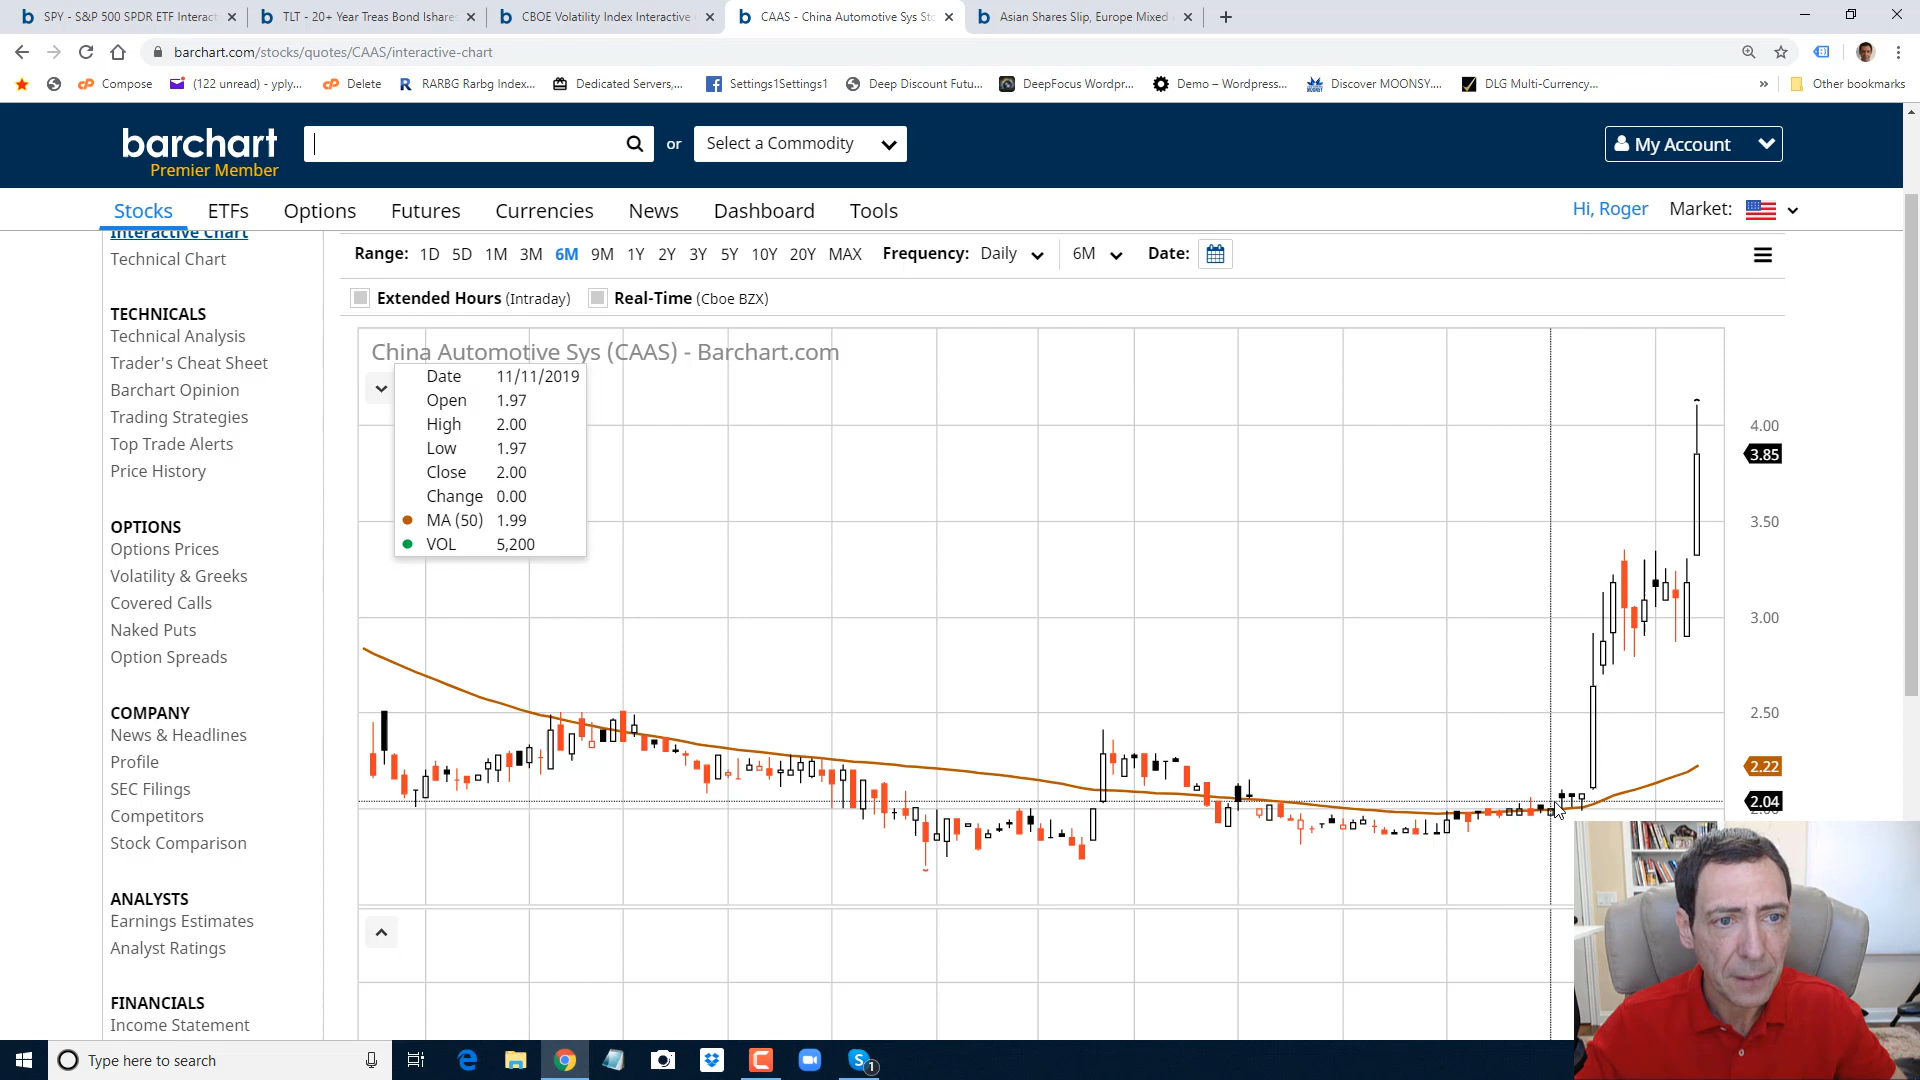 SPY - S&P 500 SPDR ETF Interact
TLT - 20+ Year Treas Bond Ishare
CBOE Volatility Index Interactive
CAAS - China Automotive Sys Sto
Asian Shares Slip, Europe Mixed
barchart.com/stocks/quotes/CAAS/interactive-chart
Compose
(122 unread) - yply...
Delete
RARBG Rarbg Index...
Dedicated Servers,...
Settings1Settings1
Deep Discount Futu...
DeepFocus Wordpr...
Demo – Wordpress...
Discover MOONSY....
DLG Multi-Currency...
Other bookmarks
barchart
Premier Member
or
Select a Commodity
My Account
Stocks
ETFs
Options
Futures
Currencies
News
Dashboard
Tools
Hi, Roger
Market:
Interactive Chart
Technical Chart
TECHNICALS
Technical Analysis
Trader's Cheat Sheet
Barchart Opinion
Trading Strategies
Top Trade Alerts
Price History
OPTIONS
Options Prices
Volatility & Greeks
Covered Calls
Naked Puts
Option Spreads
COMPANY
News & Headlines
Profile
SEC Filings
Competitors
Stock Comparison
ANALYSTS
Earnings Estimates
Analyst Ratings
FINANCIALS
Income Statement
Range: 1D 5D 1M 3M 6M 9M 1Y 2Y 3Y 5Y 10Y 20Y MAX Frequency: Daily 6M Date:
Extended Hours (Intraday) Real-Time (Cboe BZX)
China Automotive Sys (CAAS) - Barchart.com
Date 11/11/2019
Open 1.97
High 2.00
Low 1.97
Close 2.00
Change 0.00
MA (50) 1.99
VOL 5,200
4.00
3.85
3.50
3.00
2.50
2.22
2.04
Type here to search
1